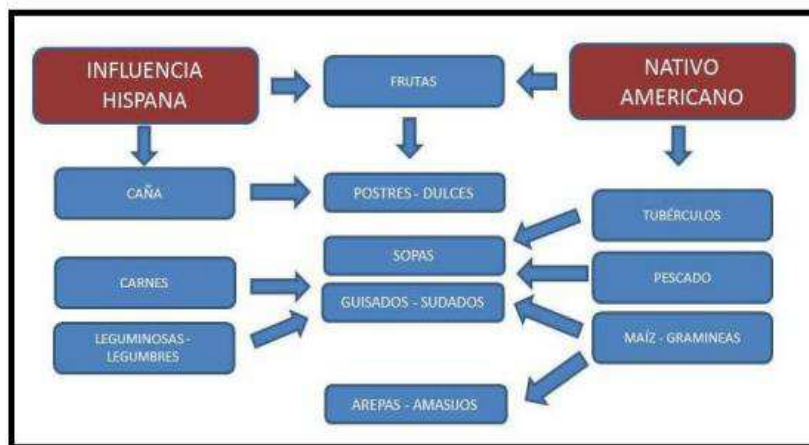 INFLUENCIA
HISPANA
FRUTAS
NATIVO
AMERICANO
CAÑA
POSTRES - DULCES
TUBÉRCULOS
SOPAS
CARNES
PESCADO
GUISADOS - SUDADOS
LEGUMINOSAS -
LEGUMBRES
MAÍZ - GRAMINEAS
AREPAS - AMASIJOS